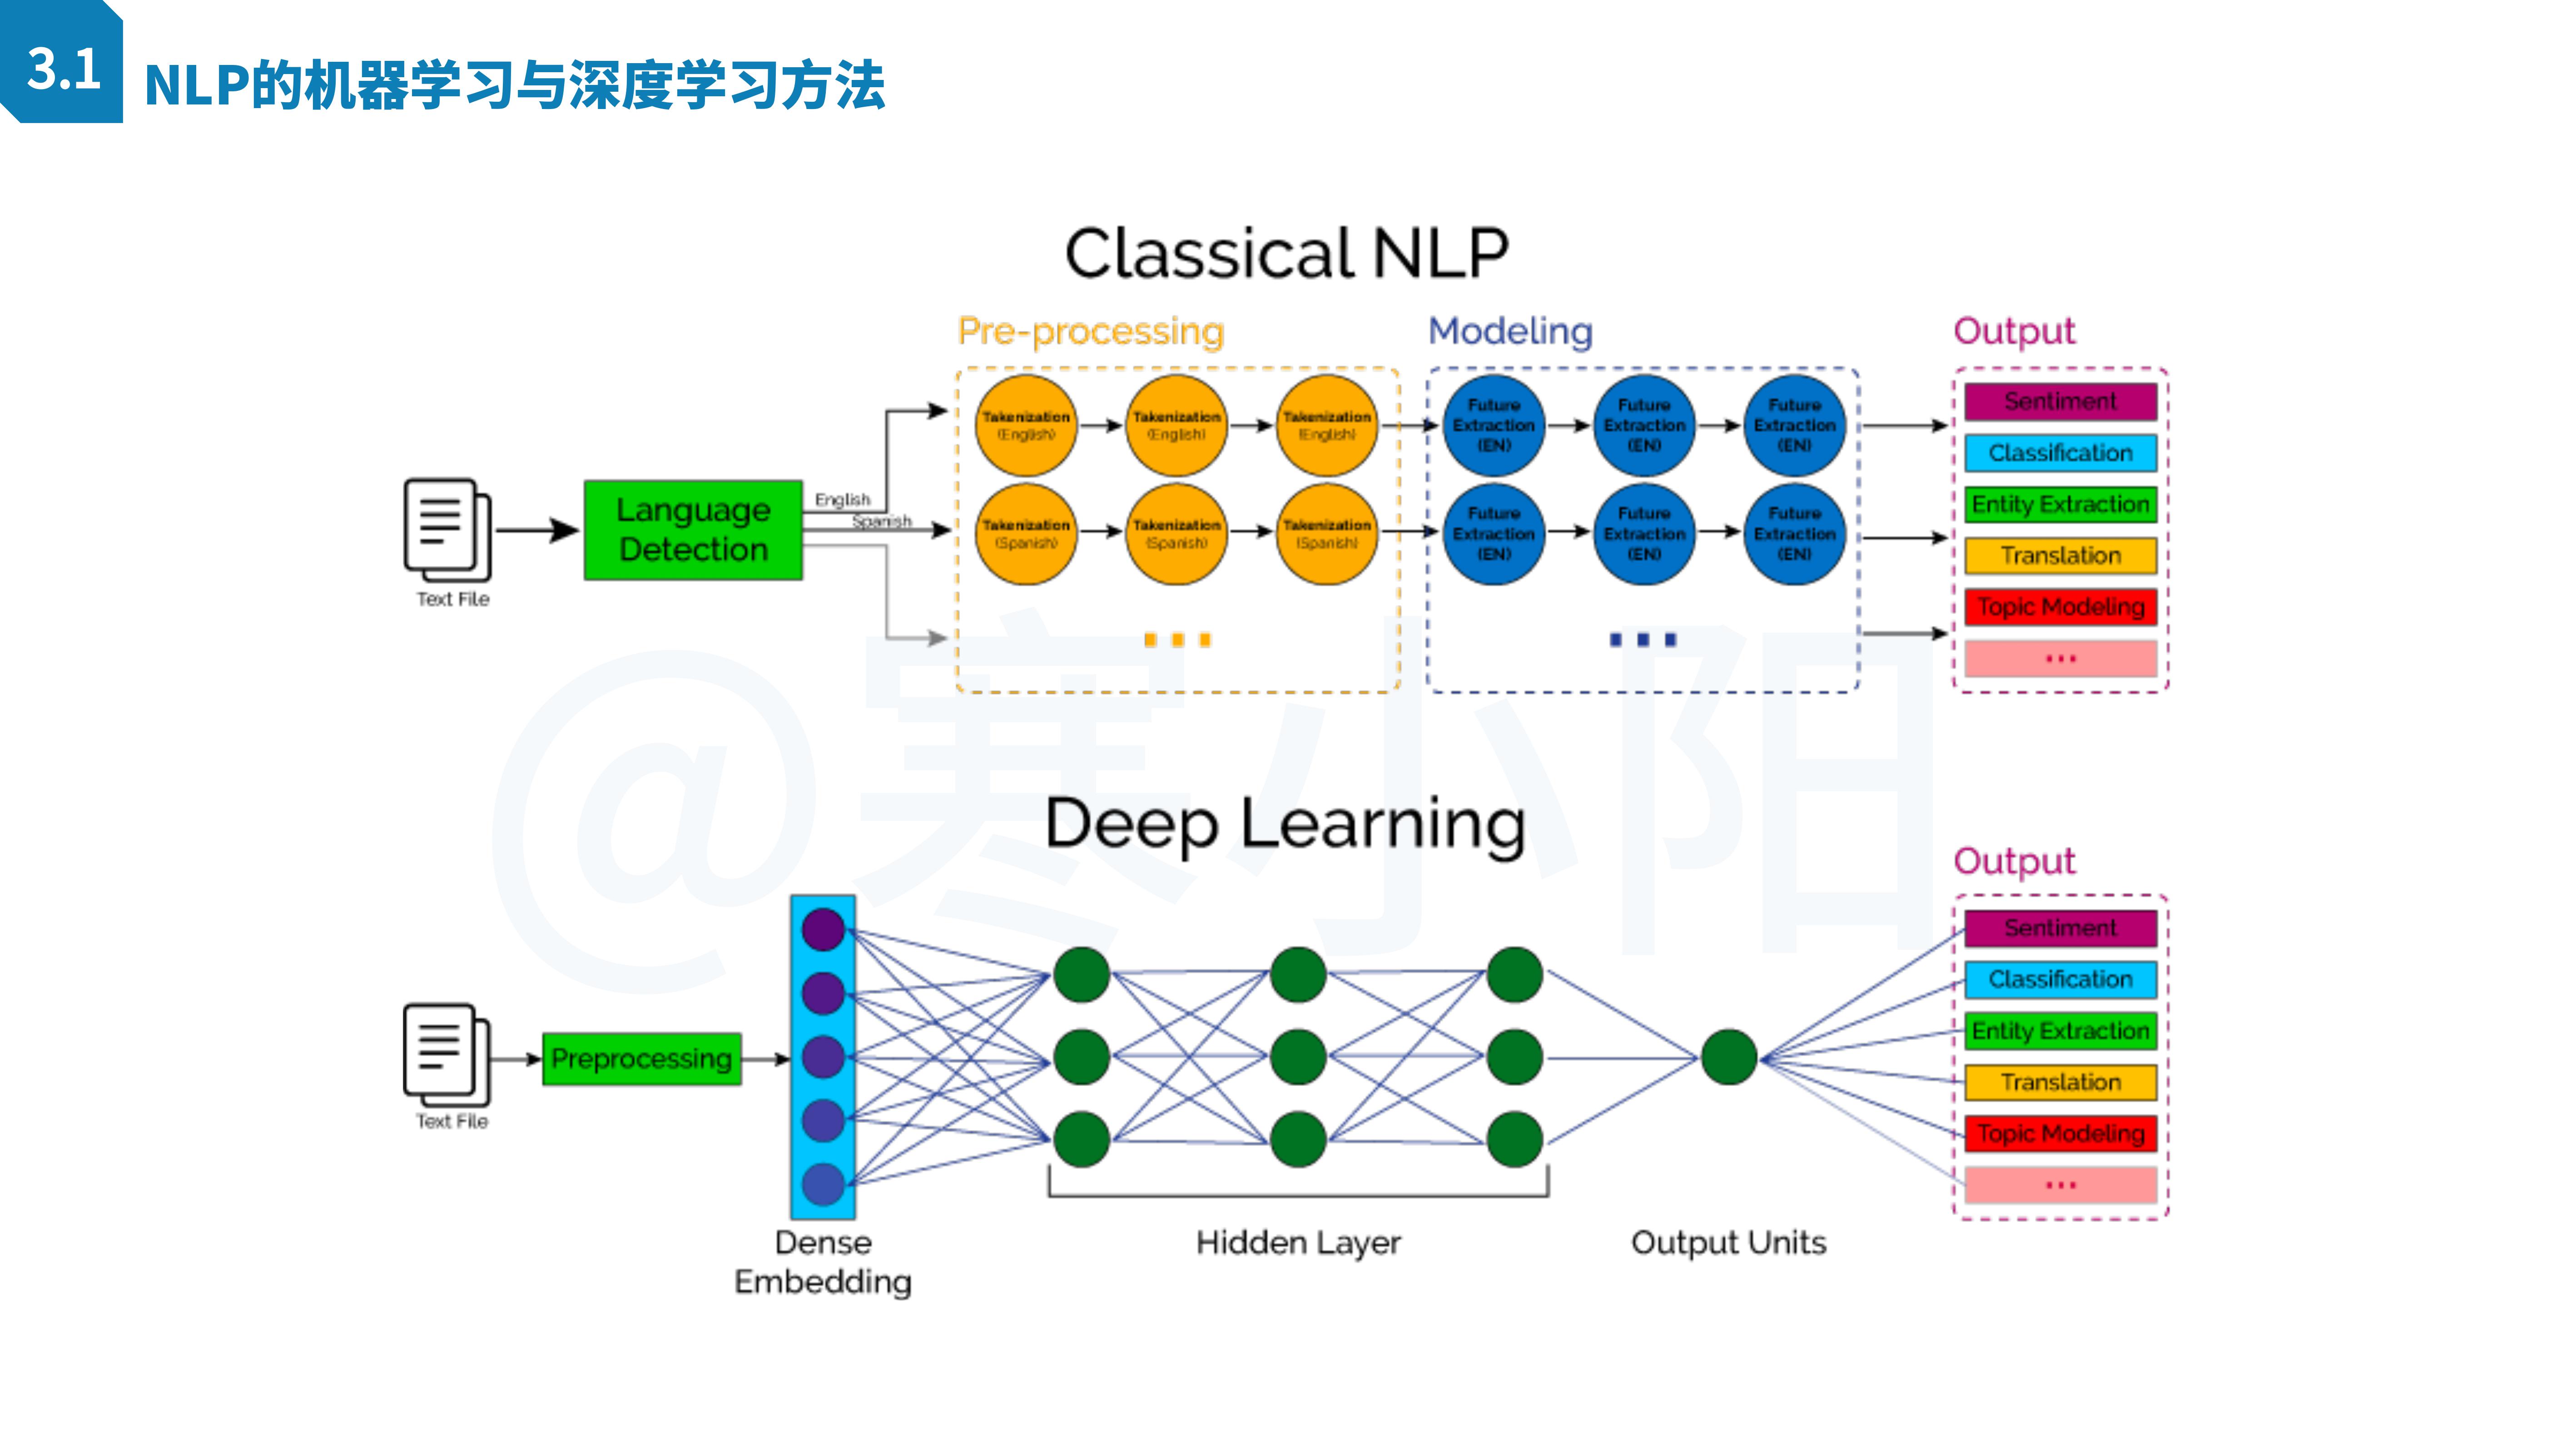 3.1
NLP的机器学习与深度学习方法
Classical NLP
Pre-processing
Modeling
Output
Text File
Language
Detection
English
Spanish
Takenization
(English)
Takenization
(English)
Takenization
(English)
Takenization
(Spanish)
Takenization
(Spanish)
Takenization
(Spanish)
...
Future
Extraction
(EN)
Future
Extraction
(EN)
Future
Extraction
(EN)
Future
Extraction
(EN)
Future
Extraction
(EN)
Future
Extraction
(EN)
...
Sentiment
Classification
Entity Extraction
Translation
Topic Modeling
...
@寒小阳
Deep Learning
Output
Text File
Preprocessing
Dense
Embedding
Hidden Layer
Output Units
Sentiment
Classification
Entity Extraction
Translation
Topic Modeling
...